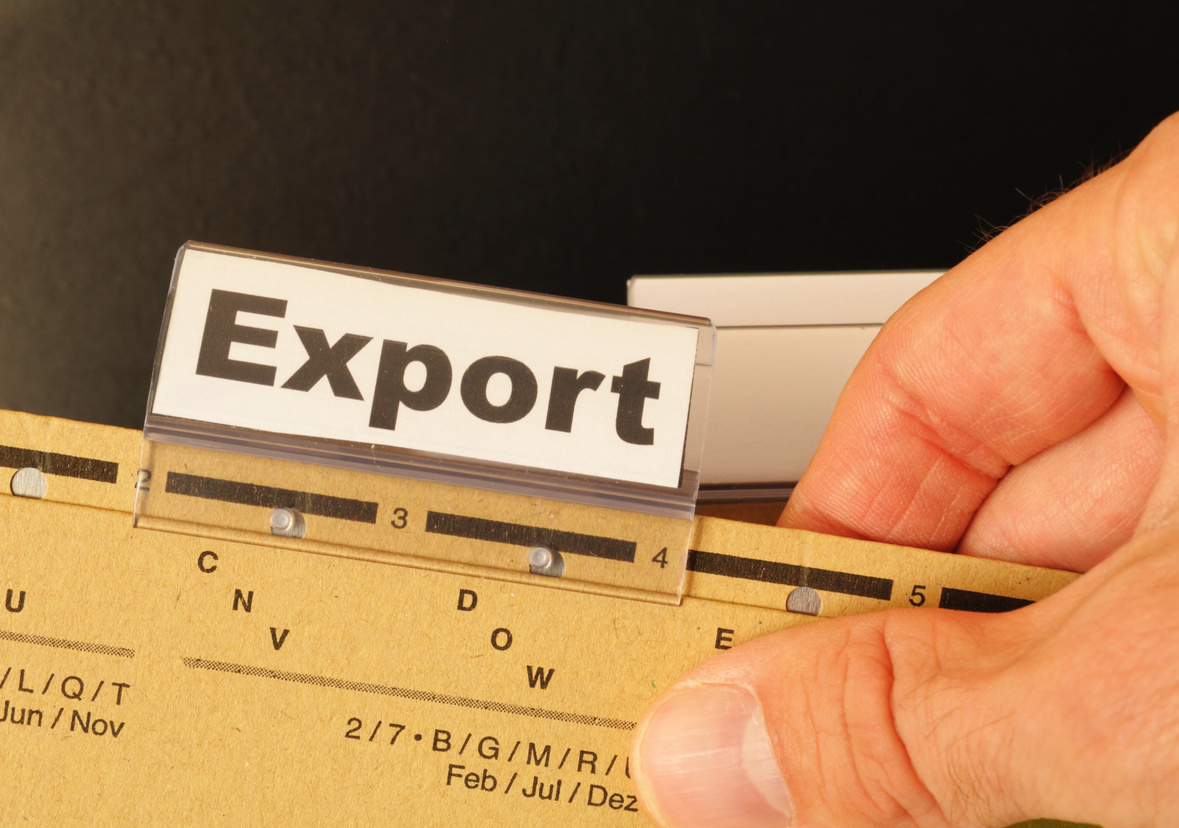 Export
2 3 4 5
C
N D
U V O E
W
/L/Q/T
Jun / Nov
2/7•B/G/M/R/
Feb / Jul / Dez